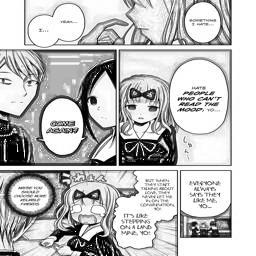 SOMETHING
I HATE...
YEAH...
I...
HATE
PEOPLE
WHO CAN'T
READ THE
MOOD, YO...
COME
AGAIN?
EVERYONE
ALWAYS
SAYS THEY
LIKE ME,
YO...
BUT WHEN THEY
START TALKING
ABOUT LOVE, THEY
NEVER LET ME
IN ON THE
CONVERSATION,
YO!
IT'S LIKE
STEPPING
ON A LAND
MINE, YO!
MAYBE YOU
SHOULD
CHOOSE MORE
RELIABLE
FRIENDS